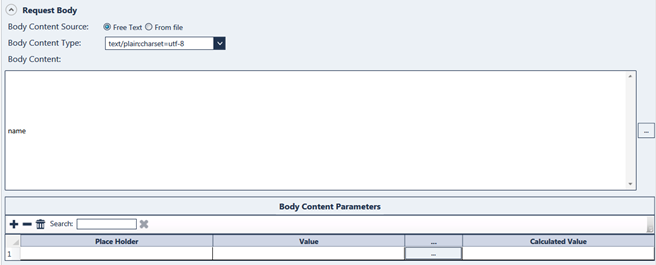 Request Body
Body Content Source: Free Text From file
Body Content Type: text/plain;charset=utf-8
Body Content:
name
...
Body Content Parameters
Search:
Place Holder Value ... Calculated Value
1 ...